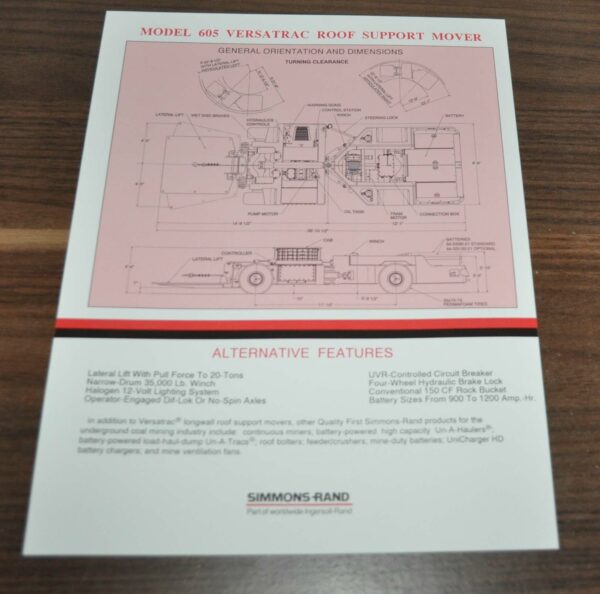 MODEL 605 VERSATRAC ROOF SUPPORT MOVER
GENERAL ORIENTATION AND DIMENSIONS
TURNING CLEARANCE
WARNING GONG
CONTROL STATION
WINCH
LATERAL LIFT
WET DISC BRAKES
HYDRAULIC CONTROLS
STEERING LOCK
BATTERY
PUMP MOTOR
OIL TANK
TRAM MOTOR
CONNECTION BOX
CAB
WINCH
BATTERIES
CONTROLLER
LATERAL LIFT
ALTERNATIVE FEATURES
Lateral Lift With Pull Force To 20-Tons
Narrow-Drum 35,000 Lb. Winch
Halogen 12-Volt Lighting System
Operator-Engaged Dif-Lok Or No-Spin Axles
UVR-Controlled Circuit Breaker
Four-Wheel Hydraulic Brake Lock
Conventional 150 CF Rock Bucket
Battery Sizes From 900 To 1200 Amp.-Hr.
In addition to Versatrac® longwall roof support movers, other Quality First Simmons-Rand products for the
underground coal mining industry include: continuous miners; battery-powered, high capacity Un-A-Haulers®;
battery-powered load-haul-dump Un-A-Tracs®; roof bolters; feeder/crushers; mine-duty batteries; UniCharger HD
battery chargers; and mine ventilation fans.
SIMMONS-RAND
Part of worldwide Ingersoll-Rand